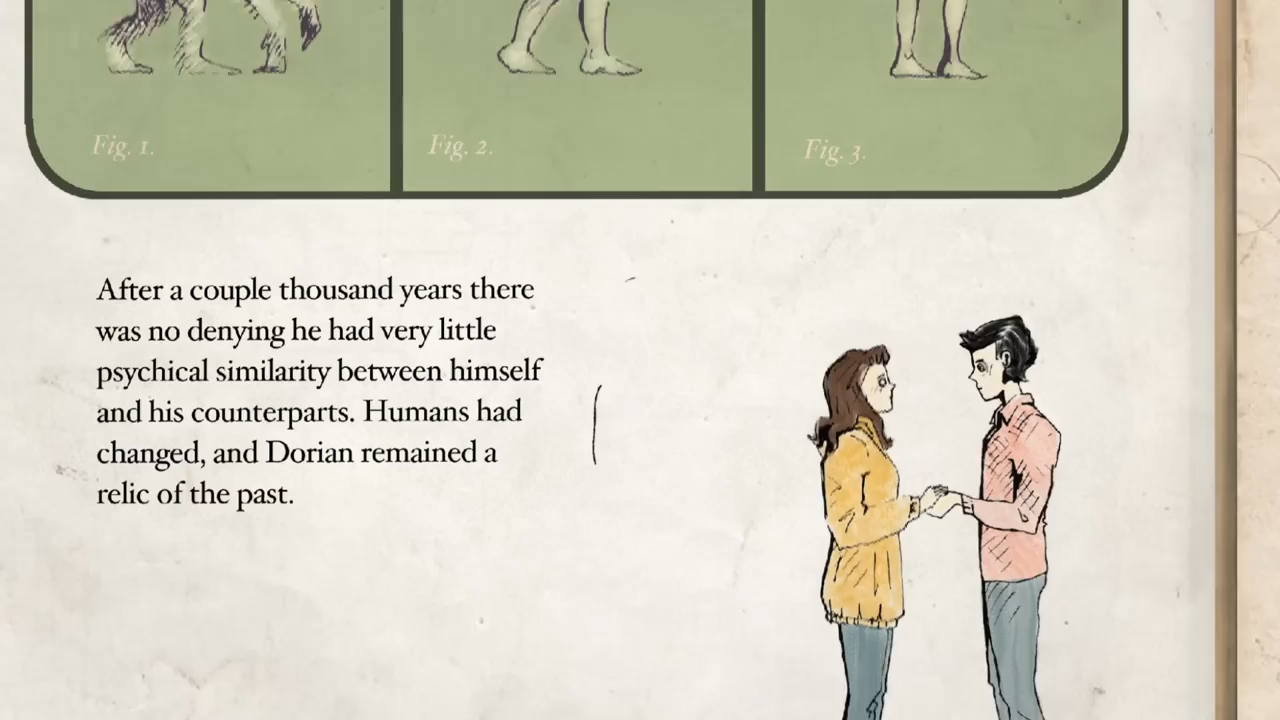 Fig. 1.
Fig. 2.
Fig. 3.
After a couple thousand years there
was no denying he had very little
psychical similarity between himself
and his counterparts. Humans had
changed, and Dorian remained a
relic of the past.